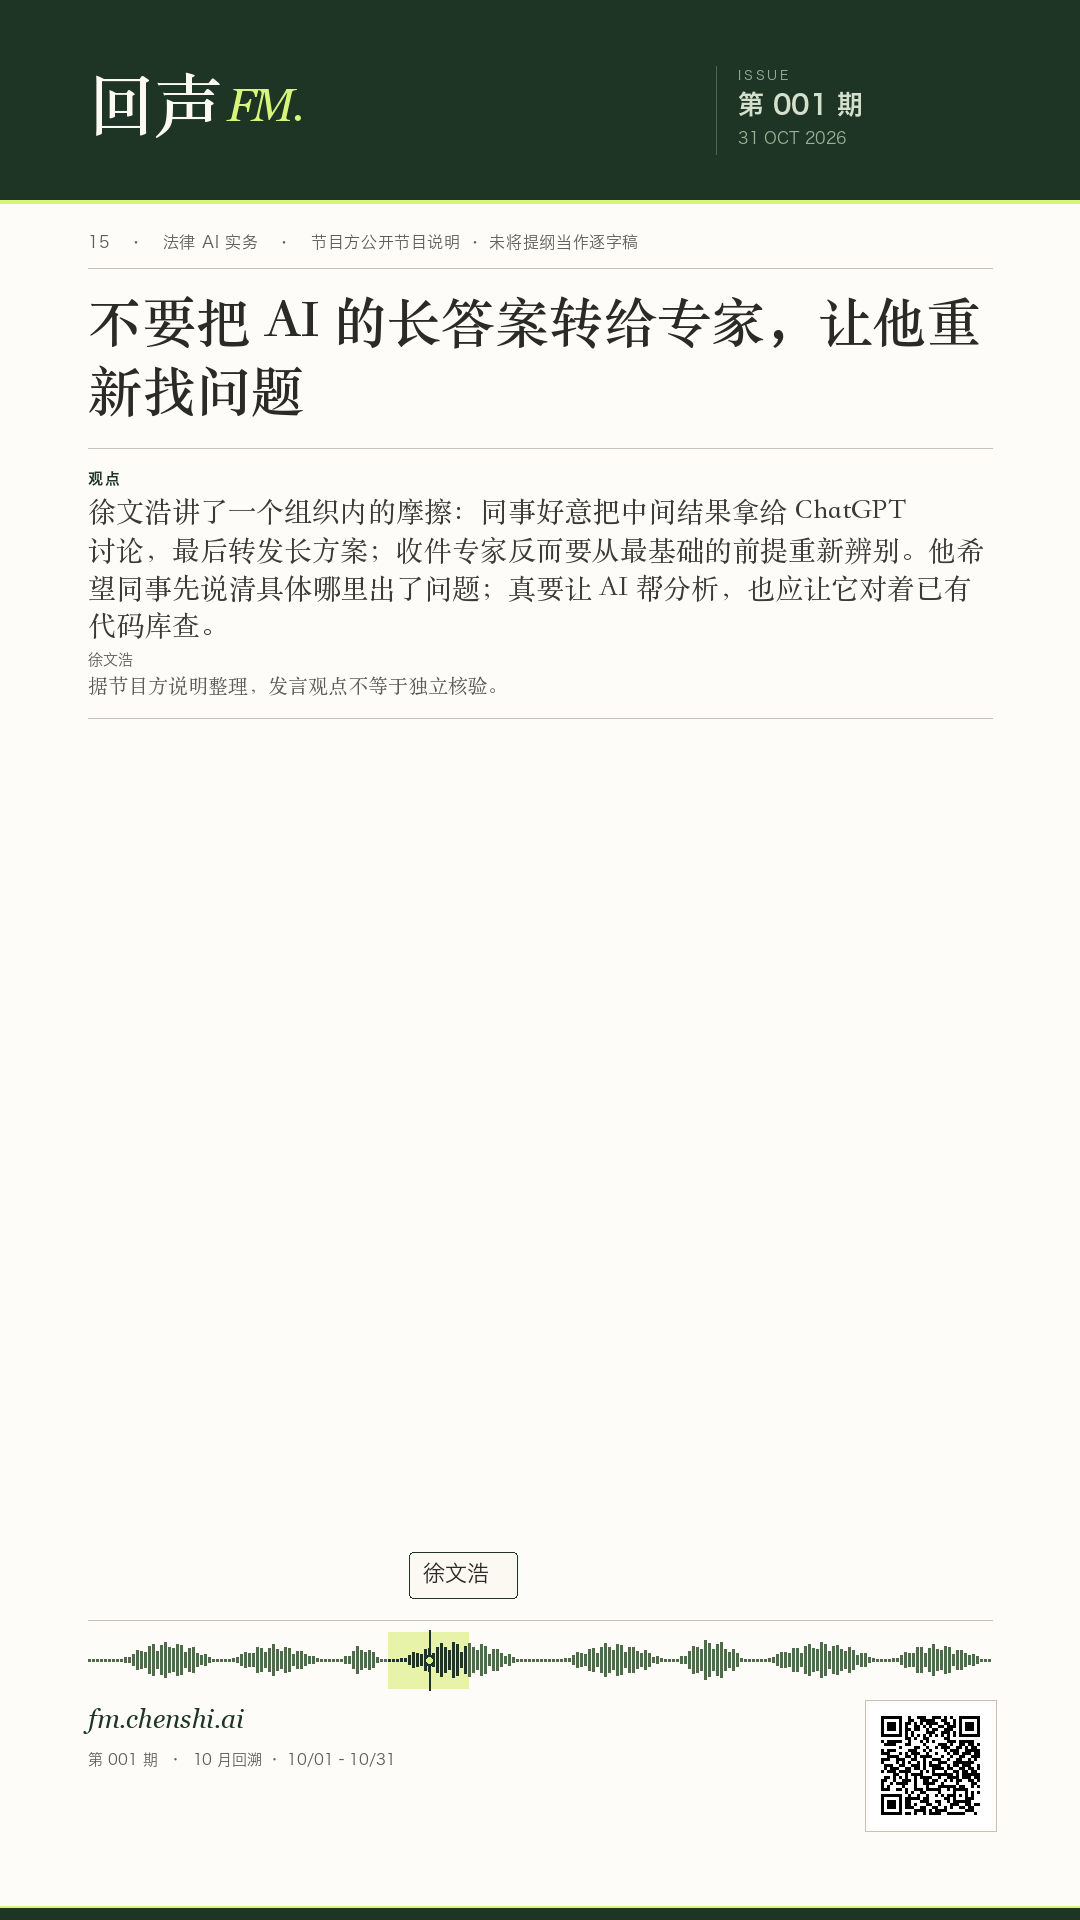 回声 FM.
ISSUE
第 001 期
31 OCT 2026
15 · 法律 AI 实务 · 节目方公开节目说明 · 未将提纲当作逐字稿
不要把 AI 的长答案转给专家，让他重
新找问题
观点
徐文浩讲了一个组织内的摩擦：同事好意把中间结果拿给 ChatGPT
讨论，最后转发长方案；收件专家反而要从最基础的前提重新辨别。他希
望同事先说清具体哪里出了问题；真要让 AI 帮分析，也应让它对着已有
代码库查。
徐文浩
据节目方说明整理，发言观点不等于独立核验。
徐文浩
fm.chenshi.ai
第 001 期 · 10 月回溯 · 10/01 - 10/31